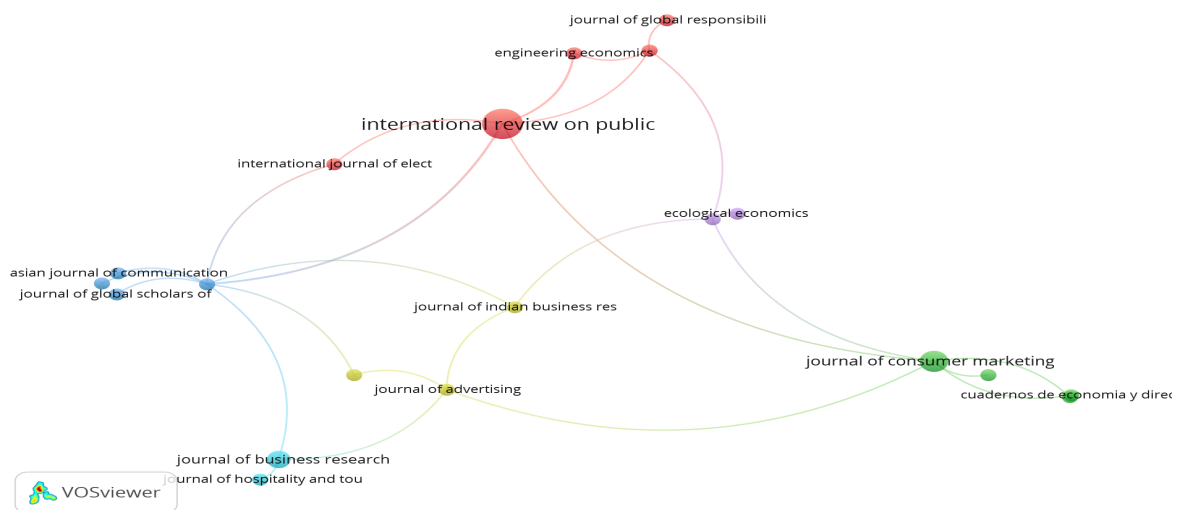 journal of global responsibili
engineering economics
international review on public
international journal of elect
ecological economics
asian journal of communication
journal of global scholars of
journal of indian business res
journal of consumer marketing
journal of advertising
cuadernos de economia y direc
journal of business research
journal of hospitality and tou
VOSviewer